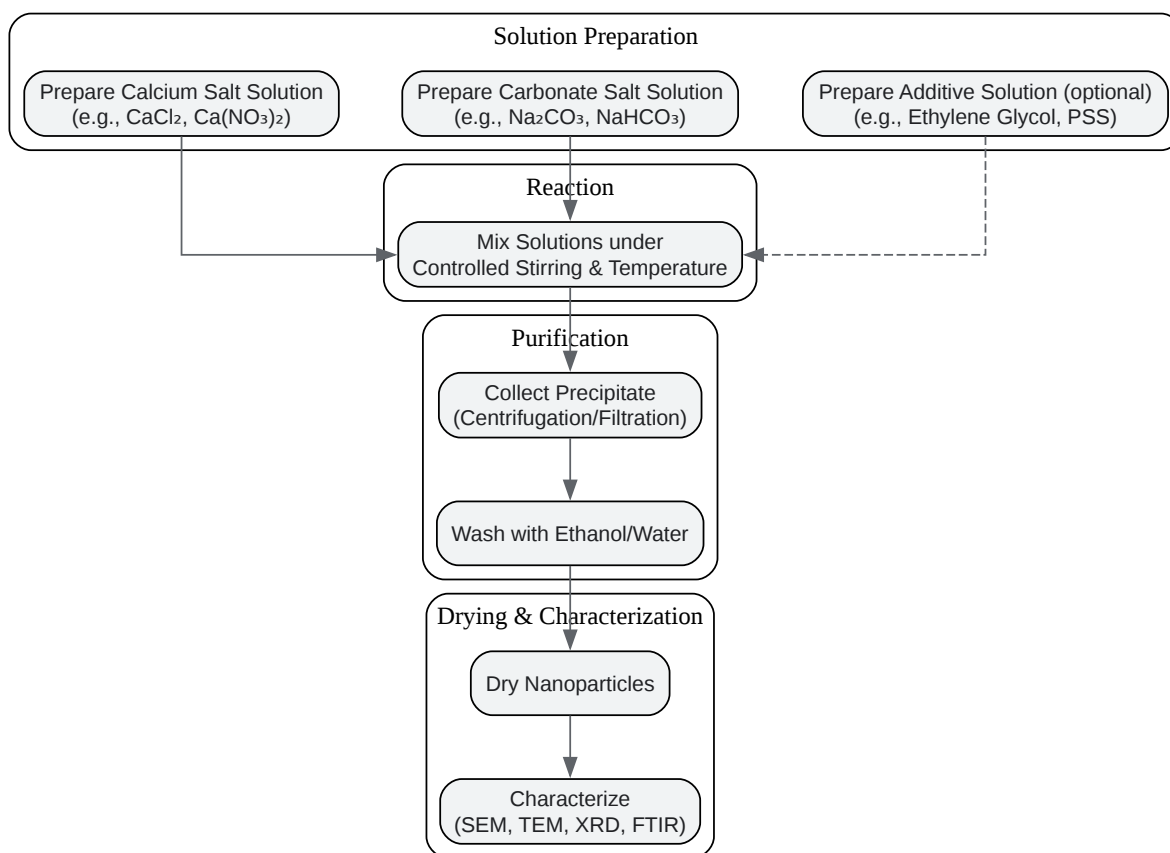 Solution Preparation
Prepare Calcium Salt Solution
(e.g., CaCl₂, Ca(NO₃)₂)
Prepare Carbonate Salt Solution
(e.g., Na₂CO₃, NaHCO₃)
Prepare Additive Solution (optional)
(e.g., Ethylene Glycol, PSS)
Reaction
Mix Solutions under
Controlled Stirring & Temperature
Purification
Collect Precipitate
(Centrifugation/Filtration)
Wash with Ethanol/Water
Drying & Characterization
Dry Nanoparticles
Characterize
(SEM, TEM, XRD, FTIR)